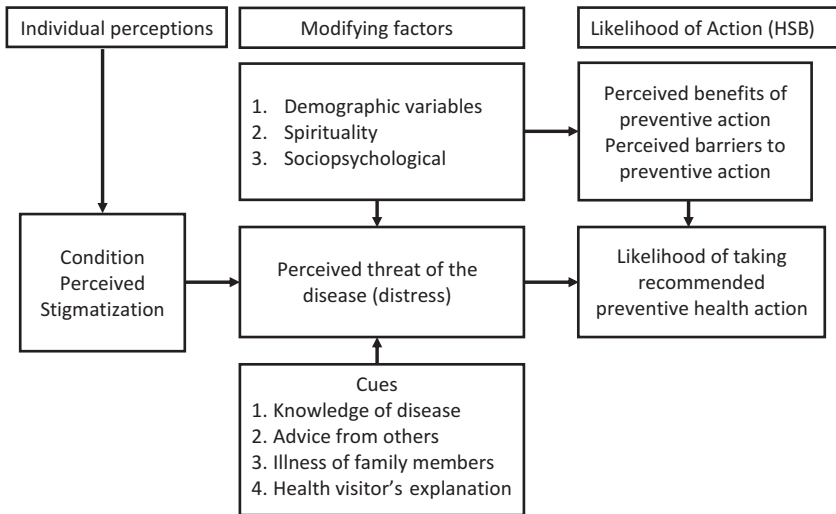 Individual perceptions
Modifying factors
Likelihood of Action (HSB)
1. Demographic variables
2. Spirituality
3. Sociopsychological
Perceived benefits of
preventive action
Perceived barriers to
preventive action
Condition
Perceived
Stigmatization
Perceived threat of the
disease (distress)
Likelihood of taking
recommended
preventive health action
Cues
1. Knowledge of disease
2. Advice from others
3. Illness of family members
4. Health visitor’s explanation